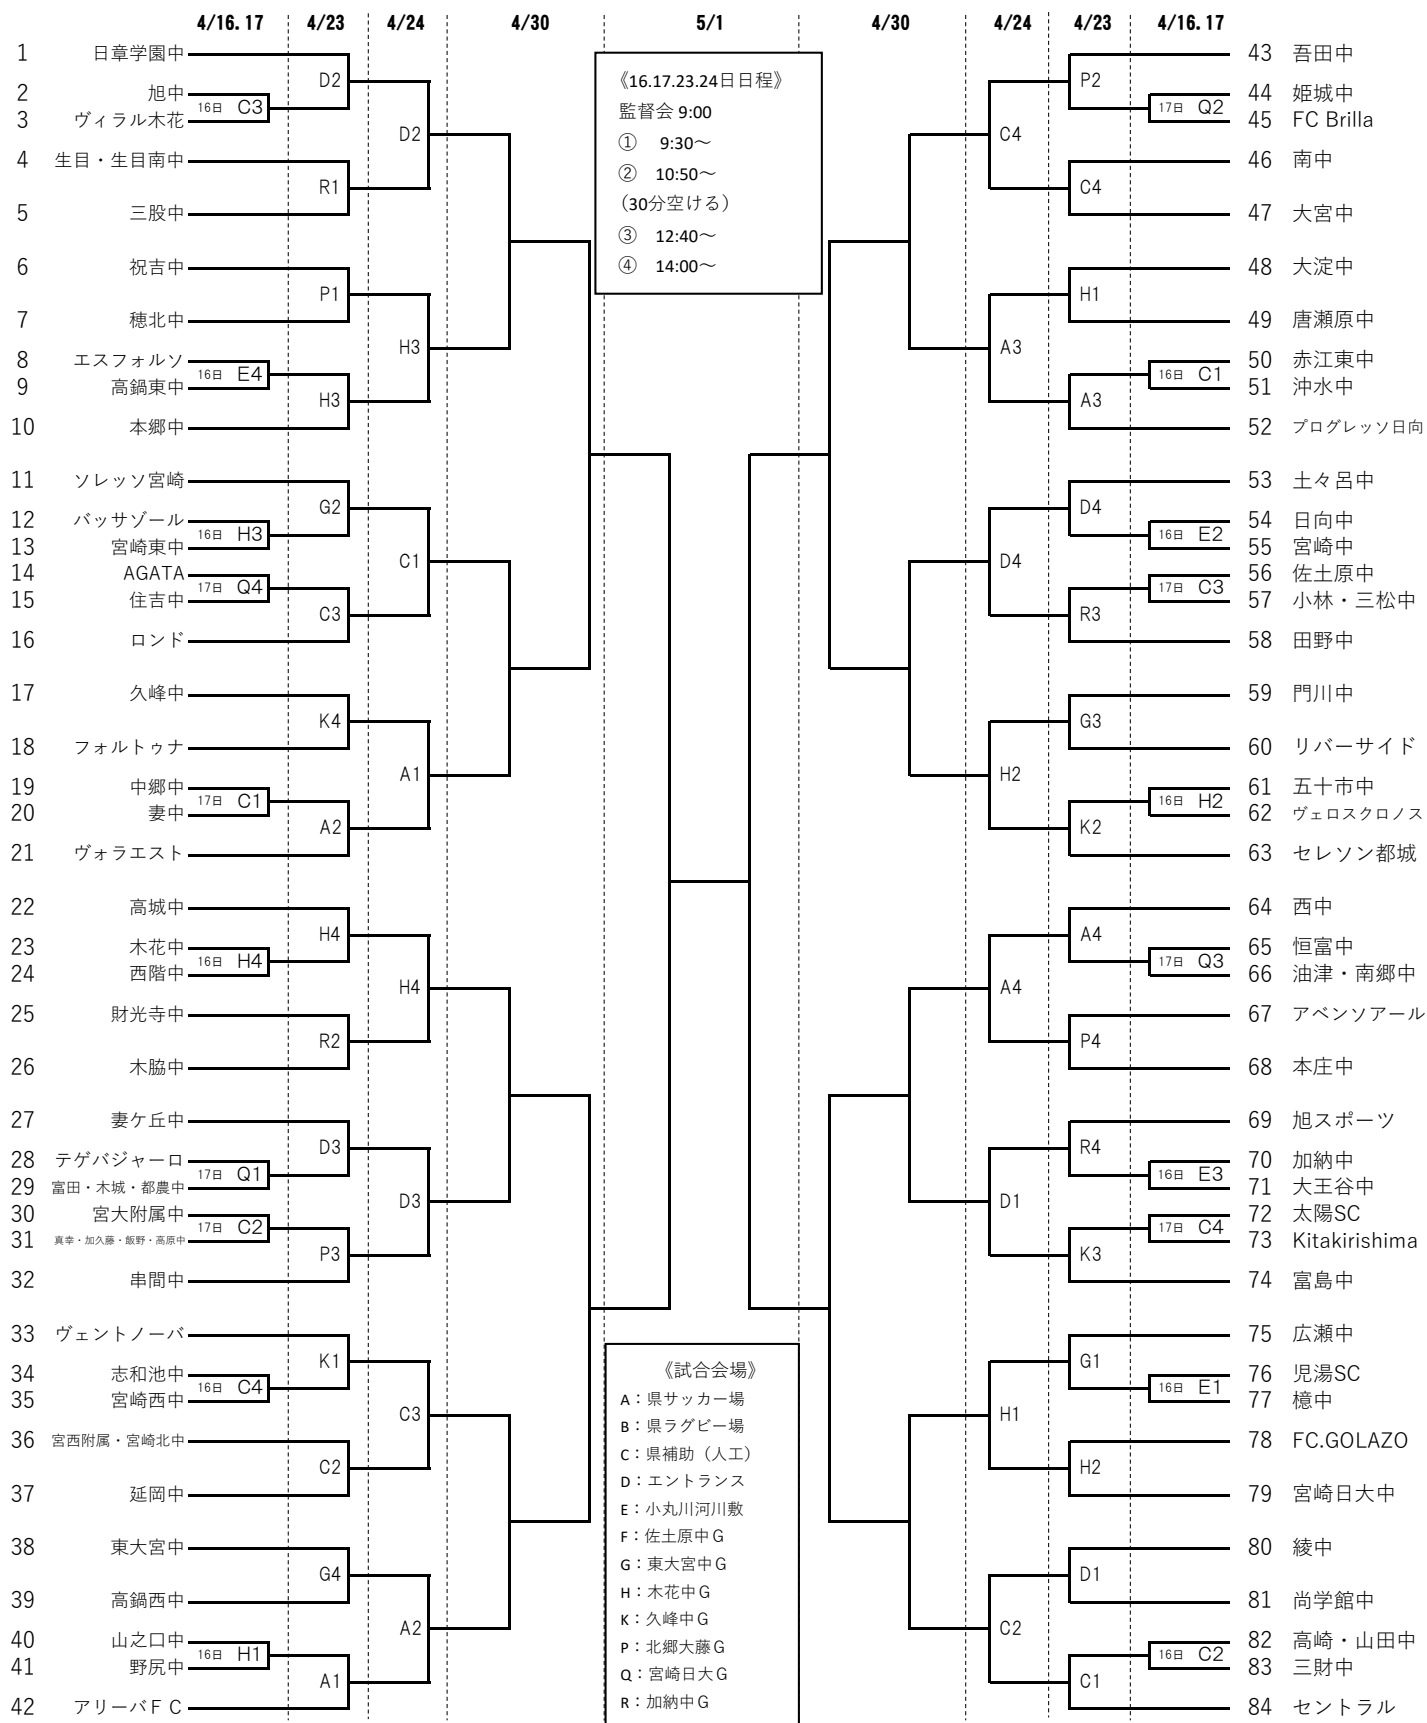 4/16.17 4/23 4/24 4/30 5/1 4/30 4/24 4/23 4/16.17
《16.17.23.24日日程》
監督会 9:00
① 9:30～
② 10:50～
（30分空ける）
③ 12:40～
④ 14:00～
1 日章学園中
D2
2 旭中
16日 C3
3 ヴィラル木花
D2
4 生目・生目南中
R1
5 三股中
6 祝吉中
P1
7 穂北中
H3
8 エスフォルソ
16日 E4
9 高鍋東中
H3
10 本郷中
11 ソレッソ宮崎
G2
12 バッサゾール
16日 H3
13 宮崎東中
C1
14 AGATA
17日 Q4
15 住吉中
C3
16 ロンド
17 久峰中
K4
18 フォルトゥナ
A1
19 中郷中
17日 C1
20 妻中
A2
21 ヴォラエスト
22 高城中
H4
23 木花中
16日 H4
24 西階中
H4
25 財光寺中
R2
26 木脇中
27 妻ケ丘中
D3
28 テゲバジャーロ
17日 Q1
29 富田・木城・都農中
D3
30 宮大附属中
17日 C2
31 真幸・加久藤・飯野・高原中
P3
32 串間中
33 ヴェントノーバ
K1
34 志和池中
16日 C4
35 宮崎西中
C3
36 宮西附属・宮崎北中
C2
37 延岡中
38 東大宮中
G4
39 高鍋西中
A2
40 山之口中
16日 H1
41 野尻中
A1
42 アリーバＦＣ
43 吾田中
P2
44 姫城中
17日 Q2
45 FC Brilla
C4
46 南中
C4
47 大宮中
48 大淀中
H1
49 唐瀬原中
A3
50 赤江東中
16日 C1
51 沖水中
A3
52 プログレッソ日向
53 土々呂中
D4
54 日向中
16日 E2
55 宮崎中
D4
56 佐土原中
17日 C3
57 小林・三松中
R3
58 田野中
59 門川中
G3
60 リバーサイド
H2
61 五十市中
16日 H2
62 ヴェロスクロノス
K2
63 セレソン都城
64 西中
A4
65 恒富中
17日 Q3
66 油津・南郷中
A4
67 アベンソアール
P4
68 本庄中
69 旭スポーツ
R4
70 加納中
16日 E3
71 大王谷中
D1
72 太陽SC
17日 C4
73 Kitakirishima
K3
74 富島中
75 広瀬中
G1
76 児湯SC
16日 E1
77 檍中
H1
78 FC.GOLAZO
H2
79 宮崎日大中
80 綾中
D1
81 尚学館中
C2
82 高崎・山田中
16日 C2
83 三財中
C1
84 セントラル
《試合会場》
A：県サッカー場
B：県ラグビー場
C：県補助（人工）
D：エントランス
E：小丸川河川敷
F：佐土原中Ｇ
G：東大宮中Ｇ
H：木花中Ｇ
K：久峰中Ｇ
P：北郷大藤Ｇ
Q：宮崎日大Ｇ
R：加納中Ｇ